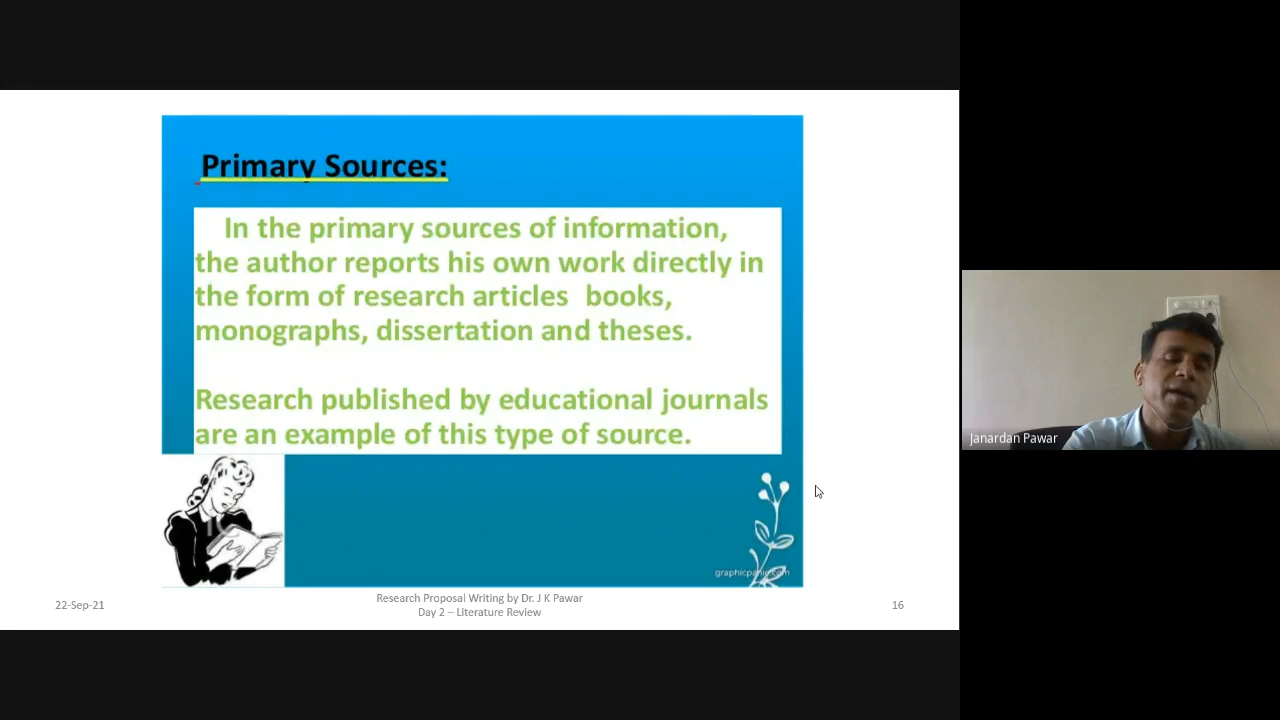 Primary Sources:
In the primary sources of information,
the author reports his own work directly in
the form of research articles books,
monographs, dissertation and theses.
Research published by educational journals
are an example of this type of source.
22-Sep-21
Research Proposal Writing by Dr. J K Pawar
Day 2 – Literature Review
16
Janardan Pawar